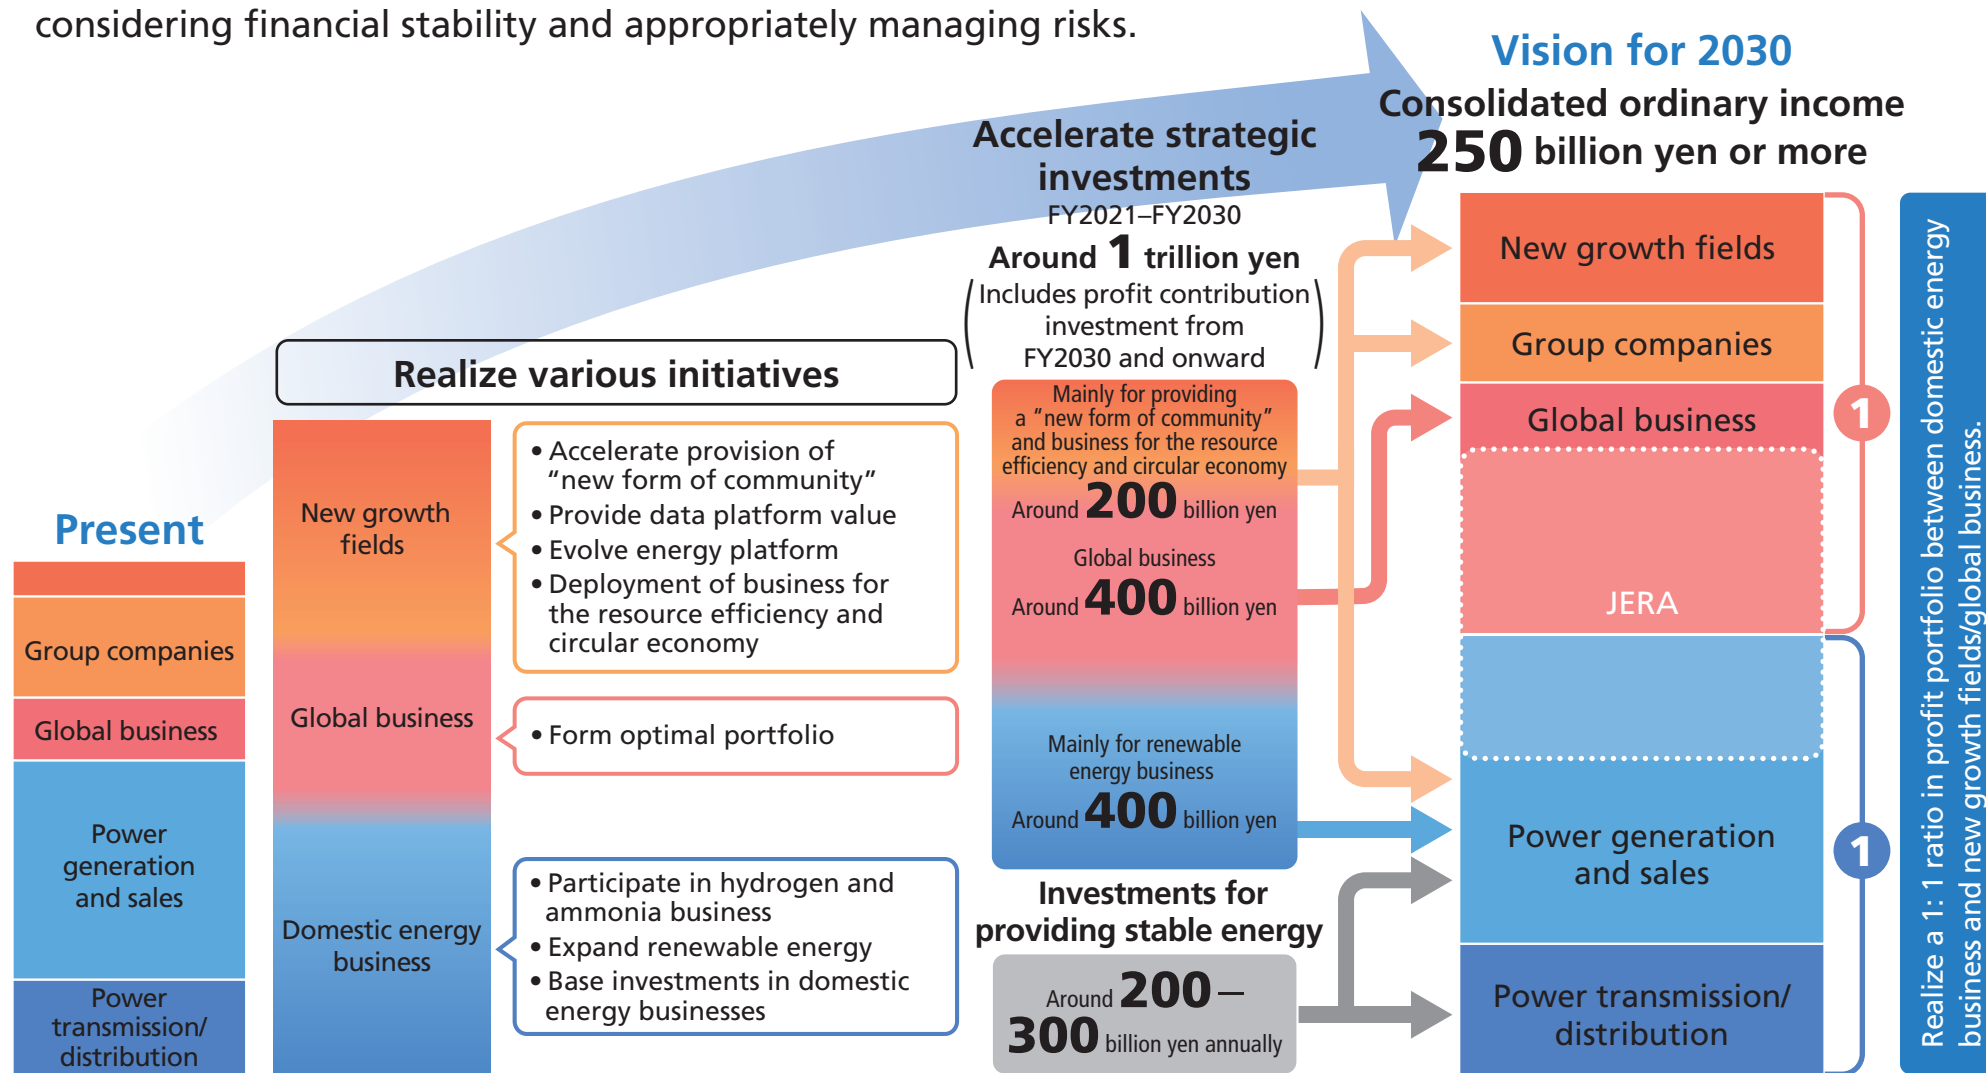 considering financial stability and appropriately managing risks.
Present
Group companies
Global business
Power
generation
and sales
Power
transmission/
distribution
Realize various initiatives
New growth
fields
Global business
Domestic energy
business
• Accelerate provision of
“new form of community”
• Provide data platform value
• Evolve energy platform
• Deployment of business for
the resource efficiency and
circular economy
• Form optimal portfolio
• Participate in hydrogen and
ammonia business
• Expand renewable energy
• Base investments in domestic
energy businesses
Accelerate strategic
investments
FY2021–FY2030
Around 1 trillion yen
(Includes profit contribution
investment from
FY2030 and onward)
Mainly for providing
a “new form of community”
and business for the resource
efficiency and circular economy
Around 200 billion yen
Global business
Around 400 billion yen
Mainly for renewable
energy business
Around 400 billion yen
Investments for
providing stable energy
Around 200 –
300 billion yen annually
Vision for 2030
Consolidated ordinary income
250 billion yen or more
New growth fields
Group companies
Global business
JERA
Power generation
and sales
Power transmission/
distribution
1
1
Realize a 1: 1 ratio in profit portfolio between domestic energy
business and new growth fields/global business.